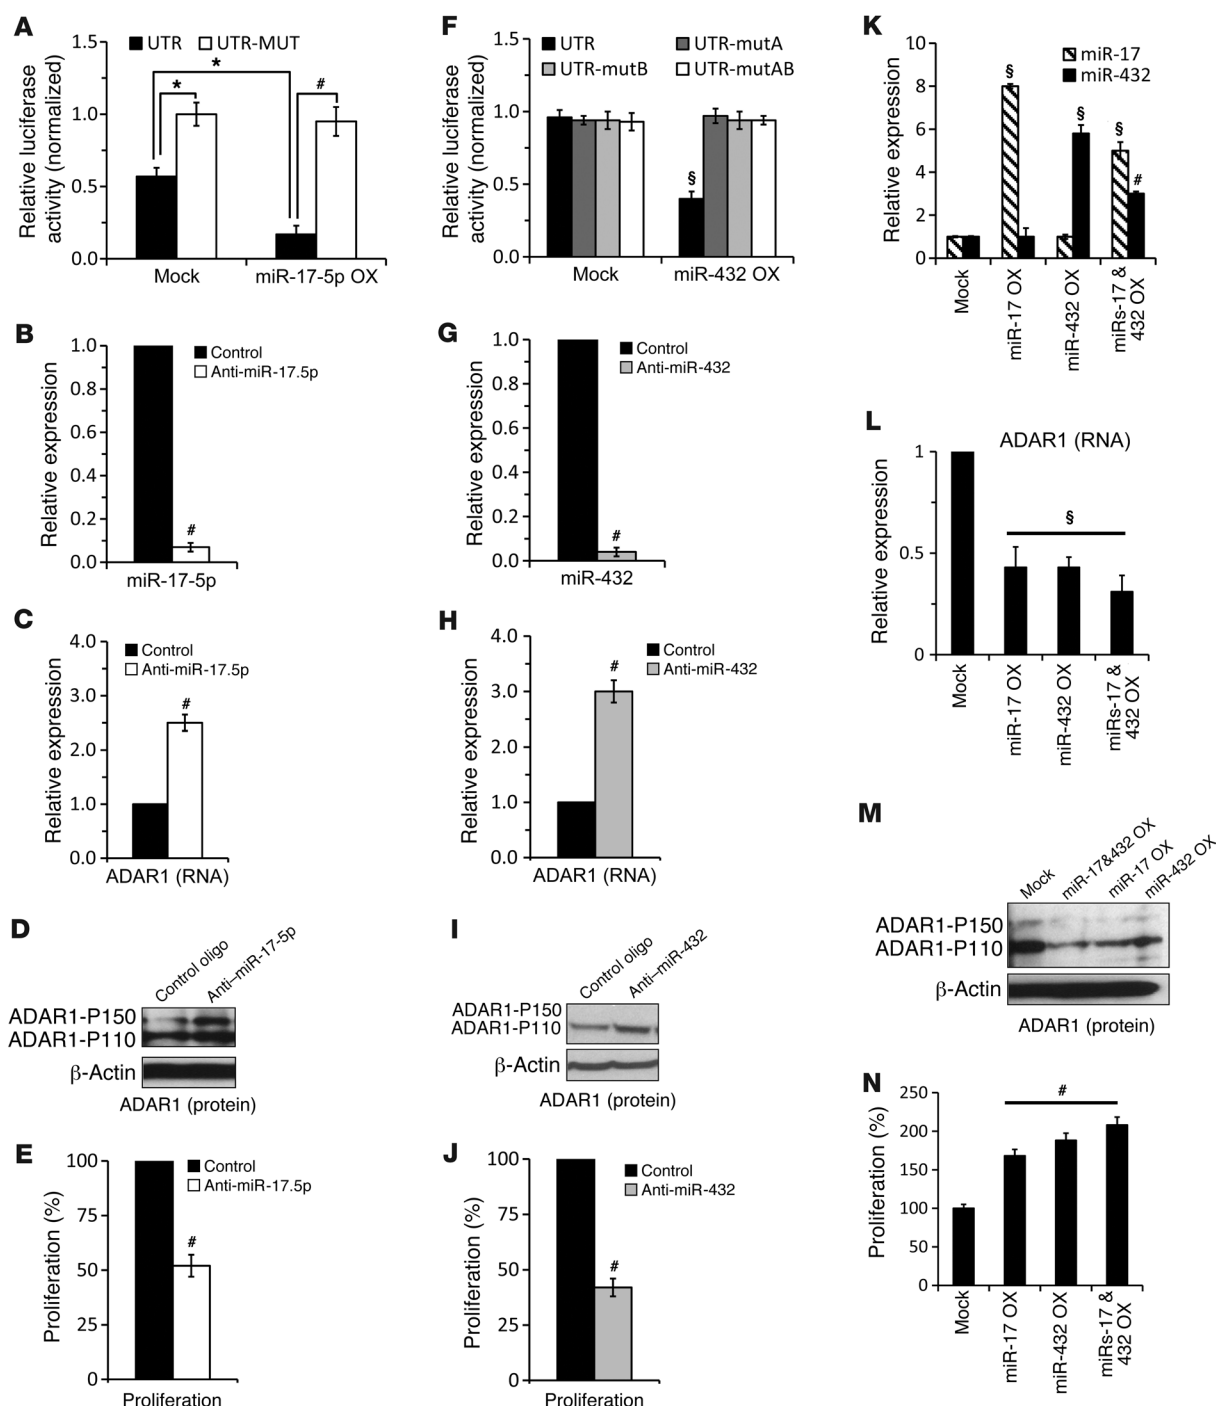 A
Relative luciferase
activity (normalized)
UTR UTR-MUT
1.5
1.0
0.5
0.0
*
*
#
Mock miR-17-5p OX
B
Relative expression
1.0
0.8
0.6
0.4
0.2
0.0
Control
Anti-miR-17.5p
#
miR-17-5p
C
Relative expression
4.0
3.0
2.0
1.0
0.0
Control
Anti-miR-17.5p
#
ADAR1 (RNA)
D
Control oligo
Anti–miR-17-5p
ADAR1-P150
ADAR1-P110
β-Actin
ADAR1 (protein)
E
Proliferation (%)
100
75
50
25
0
Control
Anti-miR-17.5p
#
Proliferation
F
Relative luciferase
activity (normalized)
UTR UTR-mutA
UTR-mutB UTR-mutAB
1.5
1.0
0.5
0.0
§
Mock miR-432 OX
G
Relative expression
1.0
0.8
0.6
0.4
0.2
0.0
Control
Anti-miR-432
#
miR-432
H
Relative expression
4.0
3.0
2.0
1.0
0.0
Control
Anti-miR-432
#
ADAR1 (RNA)
I
Control oligo
Anti–miR-432
ADAR1-P150
ADAR1-P110
β-Actin
ADAR1 (protein)
J
Proliferation (%)
100
75
50
25
0
Control
Anti-miR-432
#
Proliferation
K
Relative expression
10
8
6
4
2
0
miR-17
miR-432
§
§
§
#
Mock
miR-17 OX
miR-432 OX
miRs-17 &
432 OX
L
ADAR1 (RNA)
Relative expression
1
0.5
0
§
Mock
miR-17 OX
miR-432 OX
miRs-17 &
432 OX
M
Mock
miR-17&432 OX
miR-17 OX
miR-432 OX
ADAR1-P150
ADAR1-P110
β-Actin
ADAR1 (protein)
N
Proliferation (%)
250
200
150
100
50
0
#
Mock
miR-17 OX
miR-432 OX
miRs-17 &
432 OX